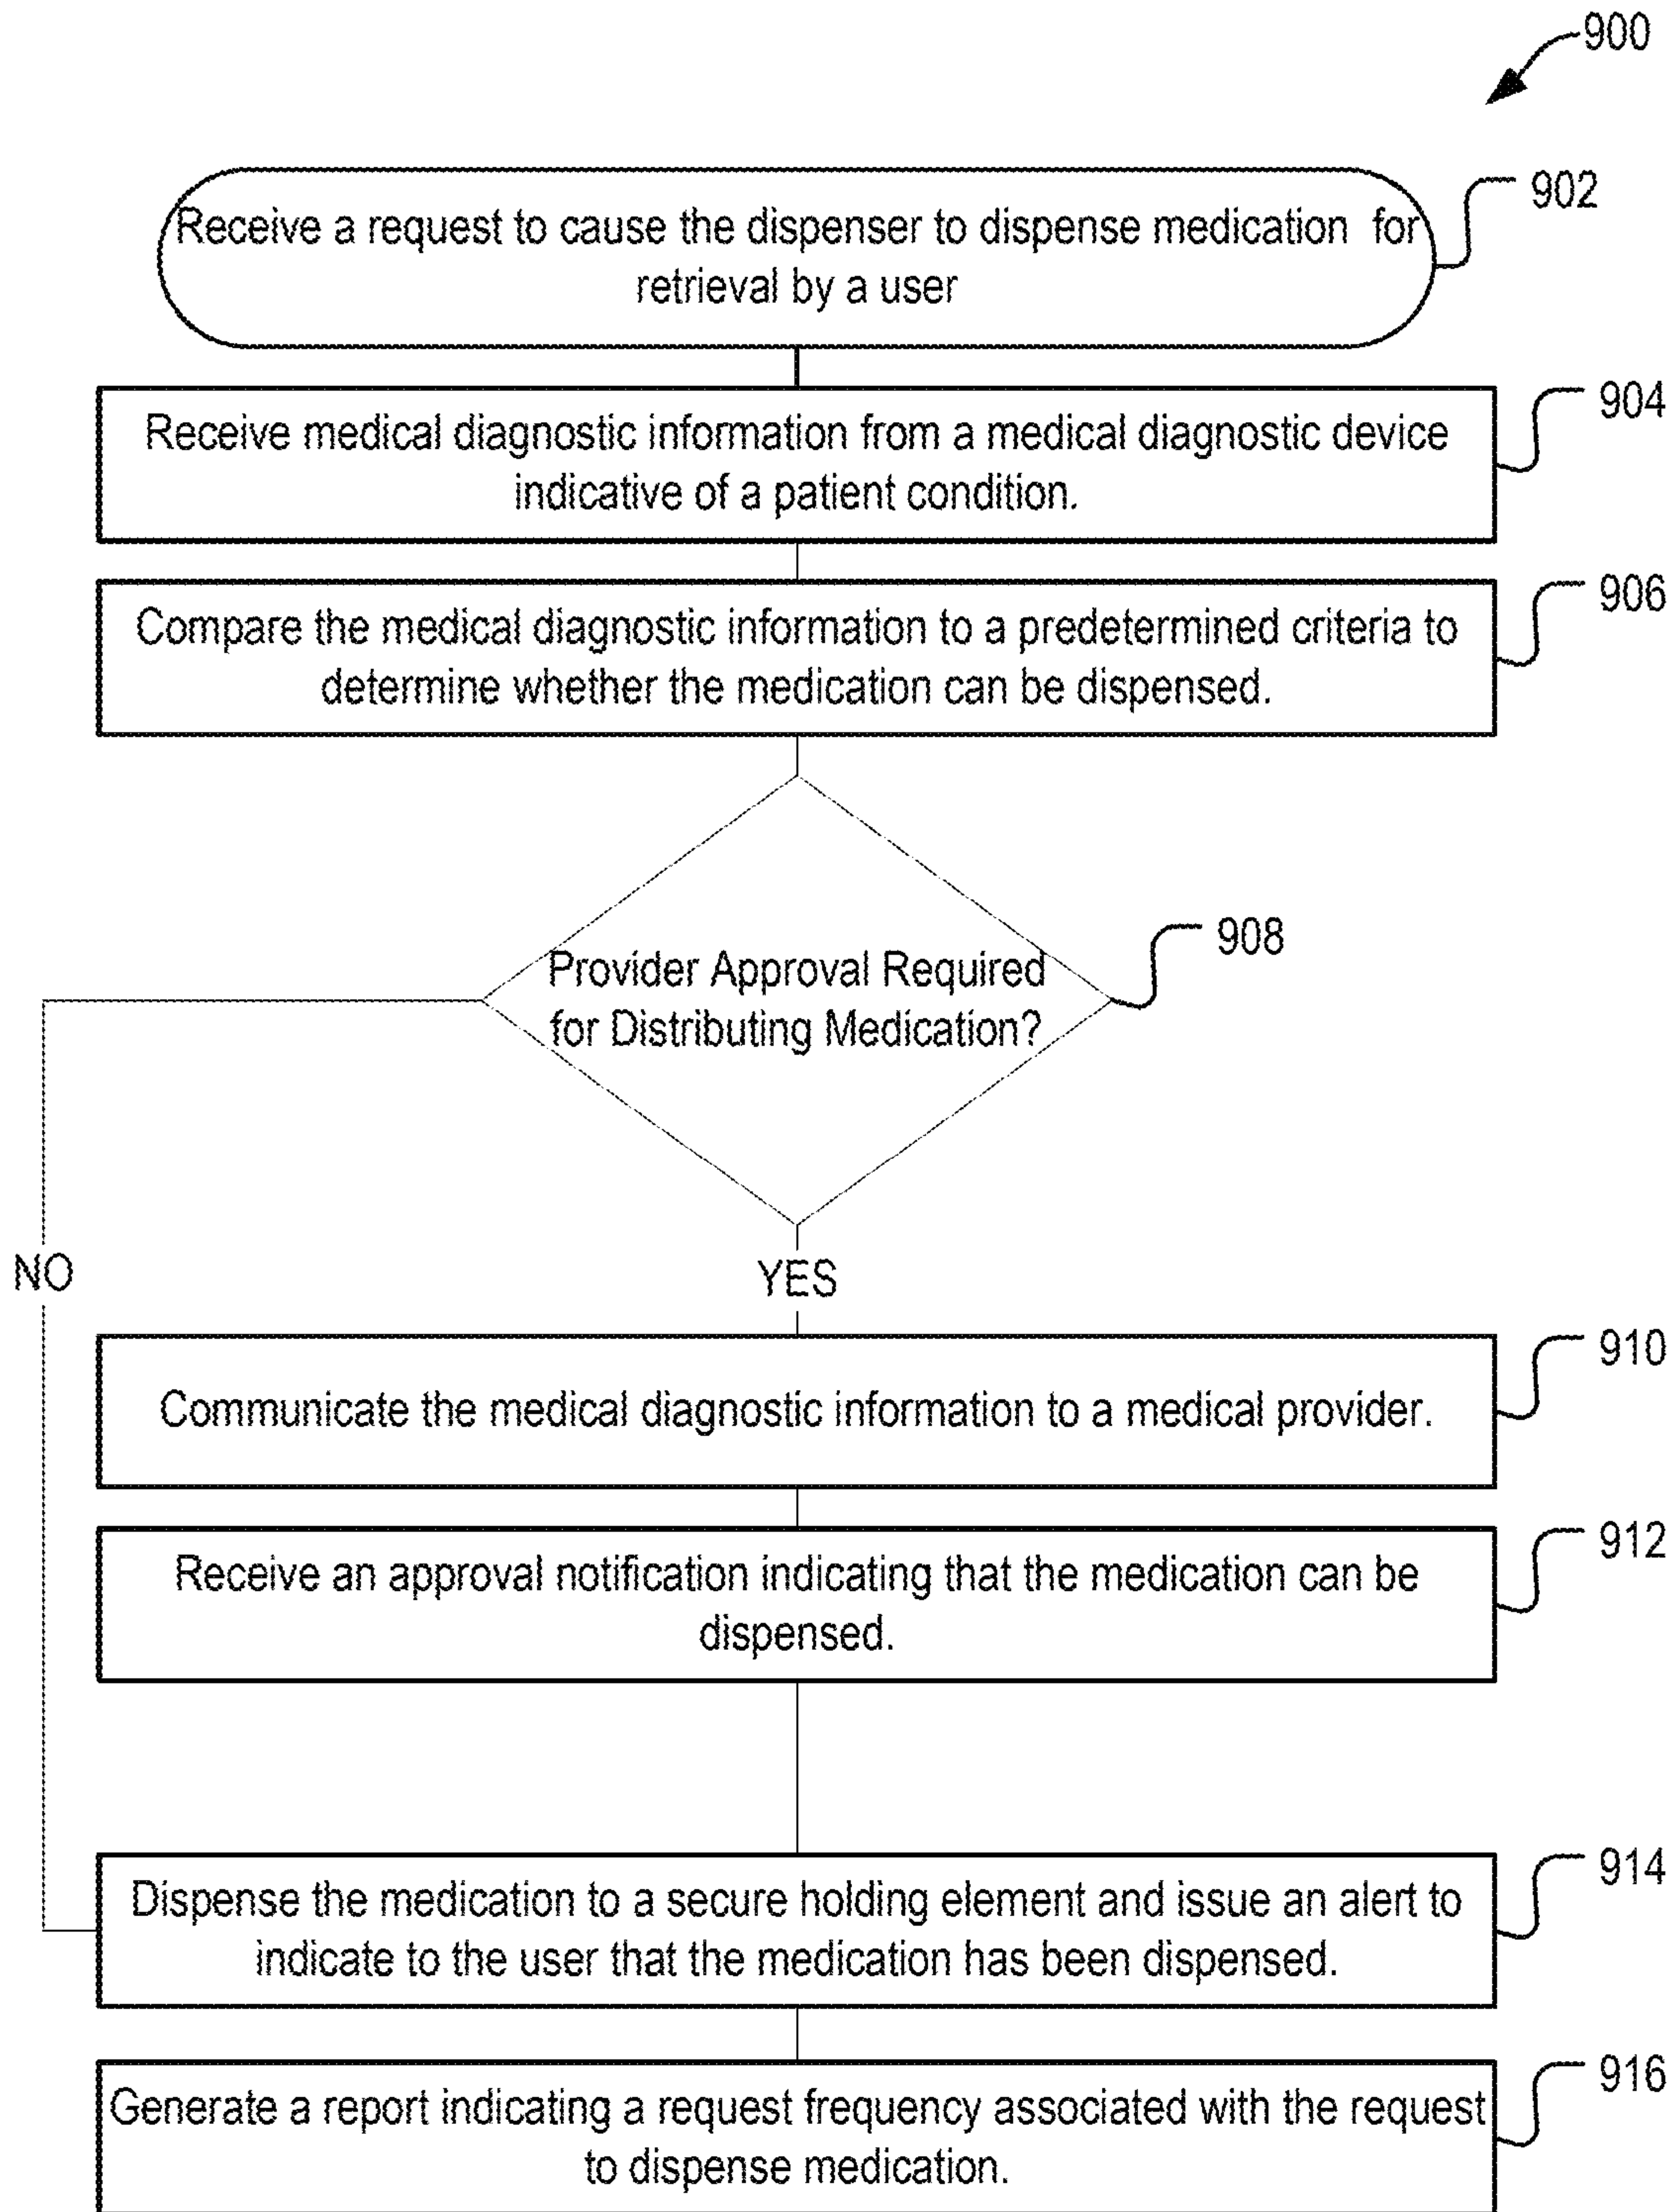 900
Receive a request to cause the dispenser to dispense medication for
retrieval by a user
902
Receive medical diagnostic information from a medical diagnostic device
indicative of a patient condition.
904
Compare the medical diagnostic information to a predetermined criteria to
determine whether the medication can be dispensed.
906
Provider Approval Required
for Distributing Medication?
908
NO
YES
Communicate the medical diagnostic information to a medical provider.
910
Receive an approval notification indicating that the medication can be
dispensed.
912
Dispense the medication to a secure holding element and issue an alert to
indicate to the user that the medication has been dispensed.
914
Generate a report indicating a request frequency associated with the request
to dispense medication.
916